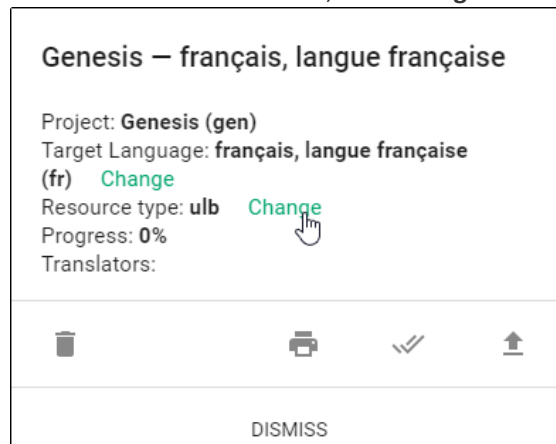 Genesis — français, langue française
Project: Genesis (gen)
Target Language: français, langue française
(fr) Change
Resource type: ulb Change
Progress: 0%
Translators:
DISMISS